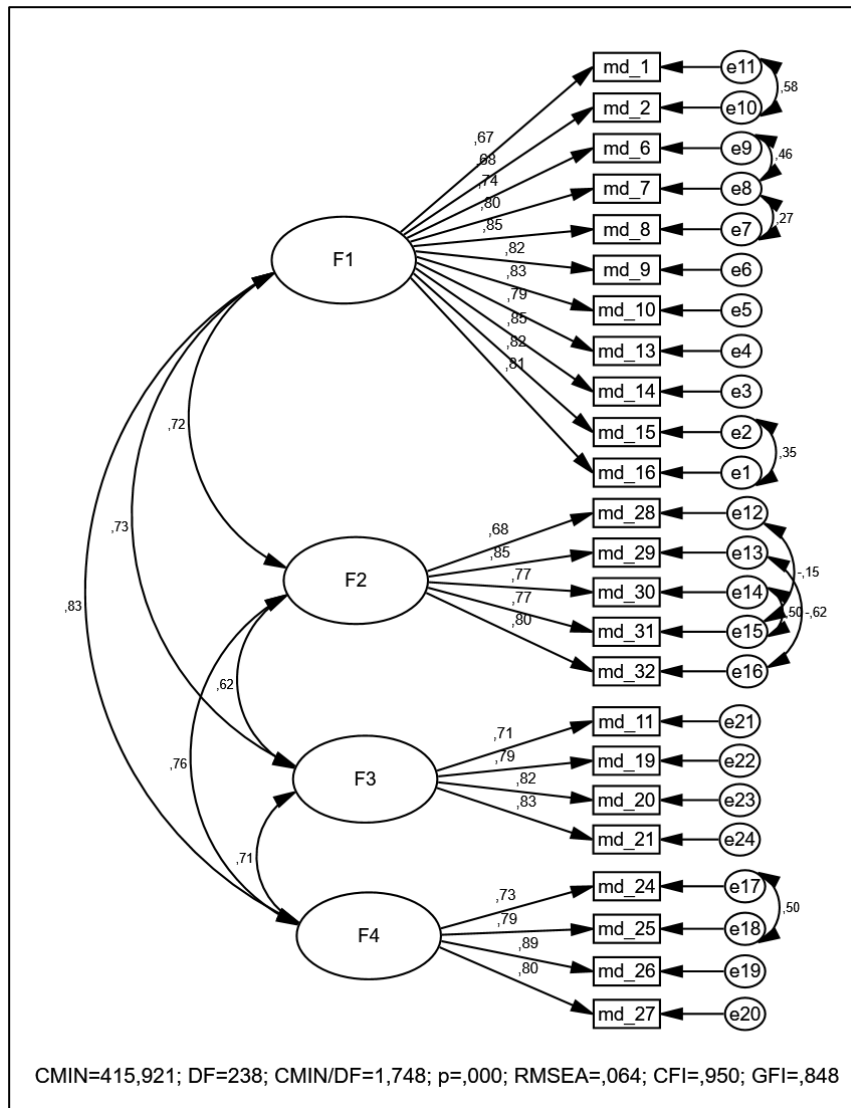 md_1
e11
,58
md_2
e10
,67
md_6
e9
,68
,46
,74
md_7
e8
,80
,27
,85
md_8
e7
F1
,82
md_9
e6
,83
md_10
e5
,79
md_13
e4
,85
,82
md_14
e3
,81
,72
md_15
e2
,35
md_16
e1
,73
,68
md_28
e12
,85
md_29
e13
-,15
F2
,77
md_30
e14
,77
,50
-,62
,83
,80
md_31
e15
md_32
e16
,62
,71
md_11
e21
,76
,79
md_19
e22
F3
,82
md_20
e23
,83
md_21
e24
,71
md_24
e17
,73
,50
,79
md_25
e18
F4
,89
md_26
e19
,80
md_27
e20
CMIN=415,921; DF=238; CMIN/DF=1,748; p=,000; RMSEA=,064; CFI=,950; GFI=,848